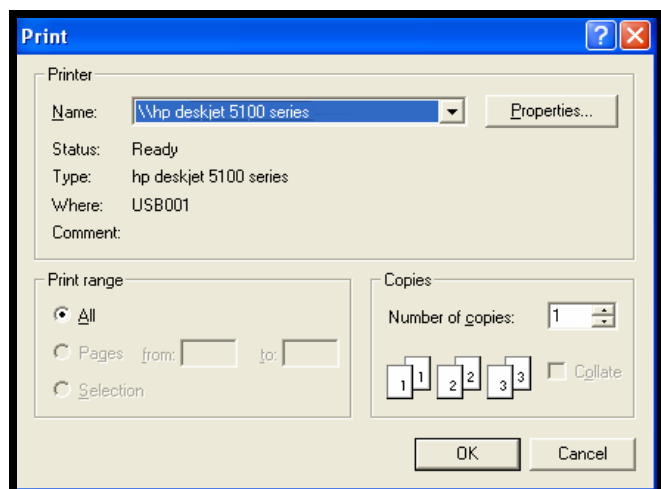 Print
Printer
Name: \\hp deskjet 5100 series Properties...
Status: Ready
Type: hp deskjet 5100 series
Where: USB001
Comment:
Print range
All
Pages from: to:
Selection
Copies
Number of copies: 1
1 1 2 2 3 3 Collate
OK Cancel